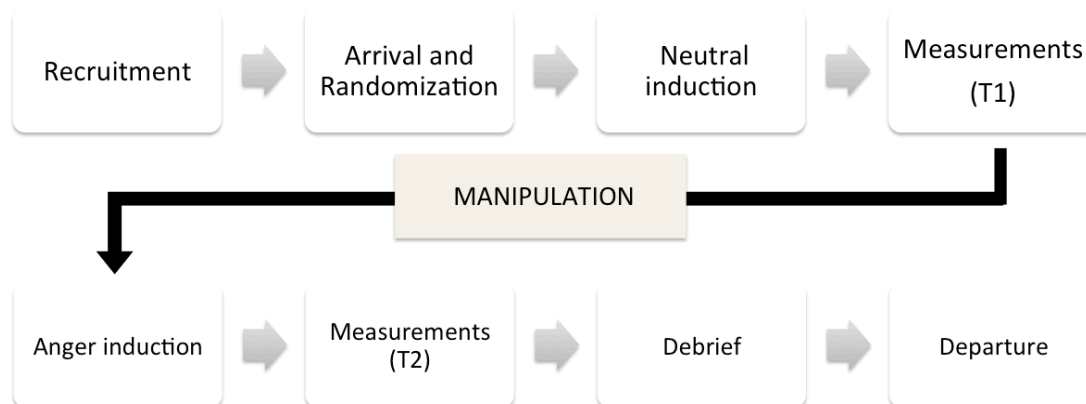 Recruitment
Arrival and
Randomization
Neutral
induction
Measurements
(T1)
MANIPULATION
Anger induction
Measurements
(T2)
Debrief
Departure